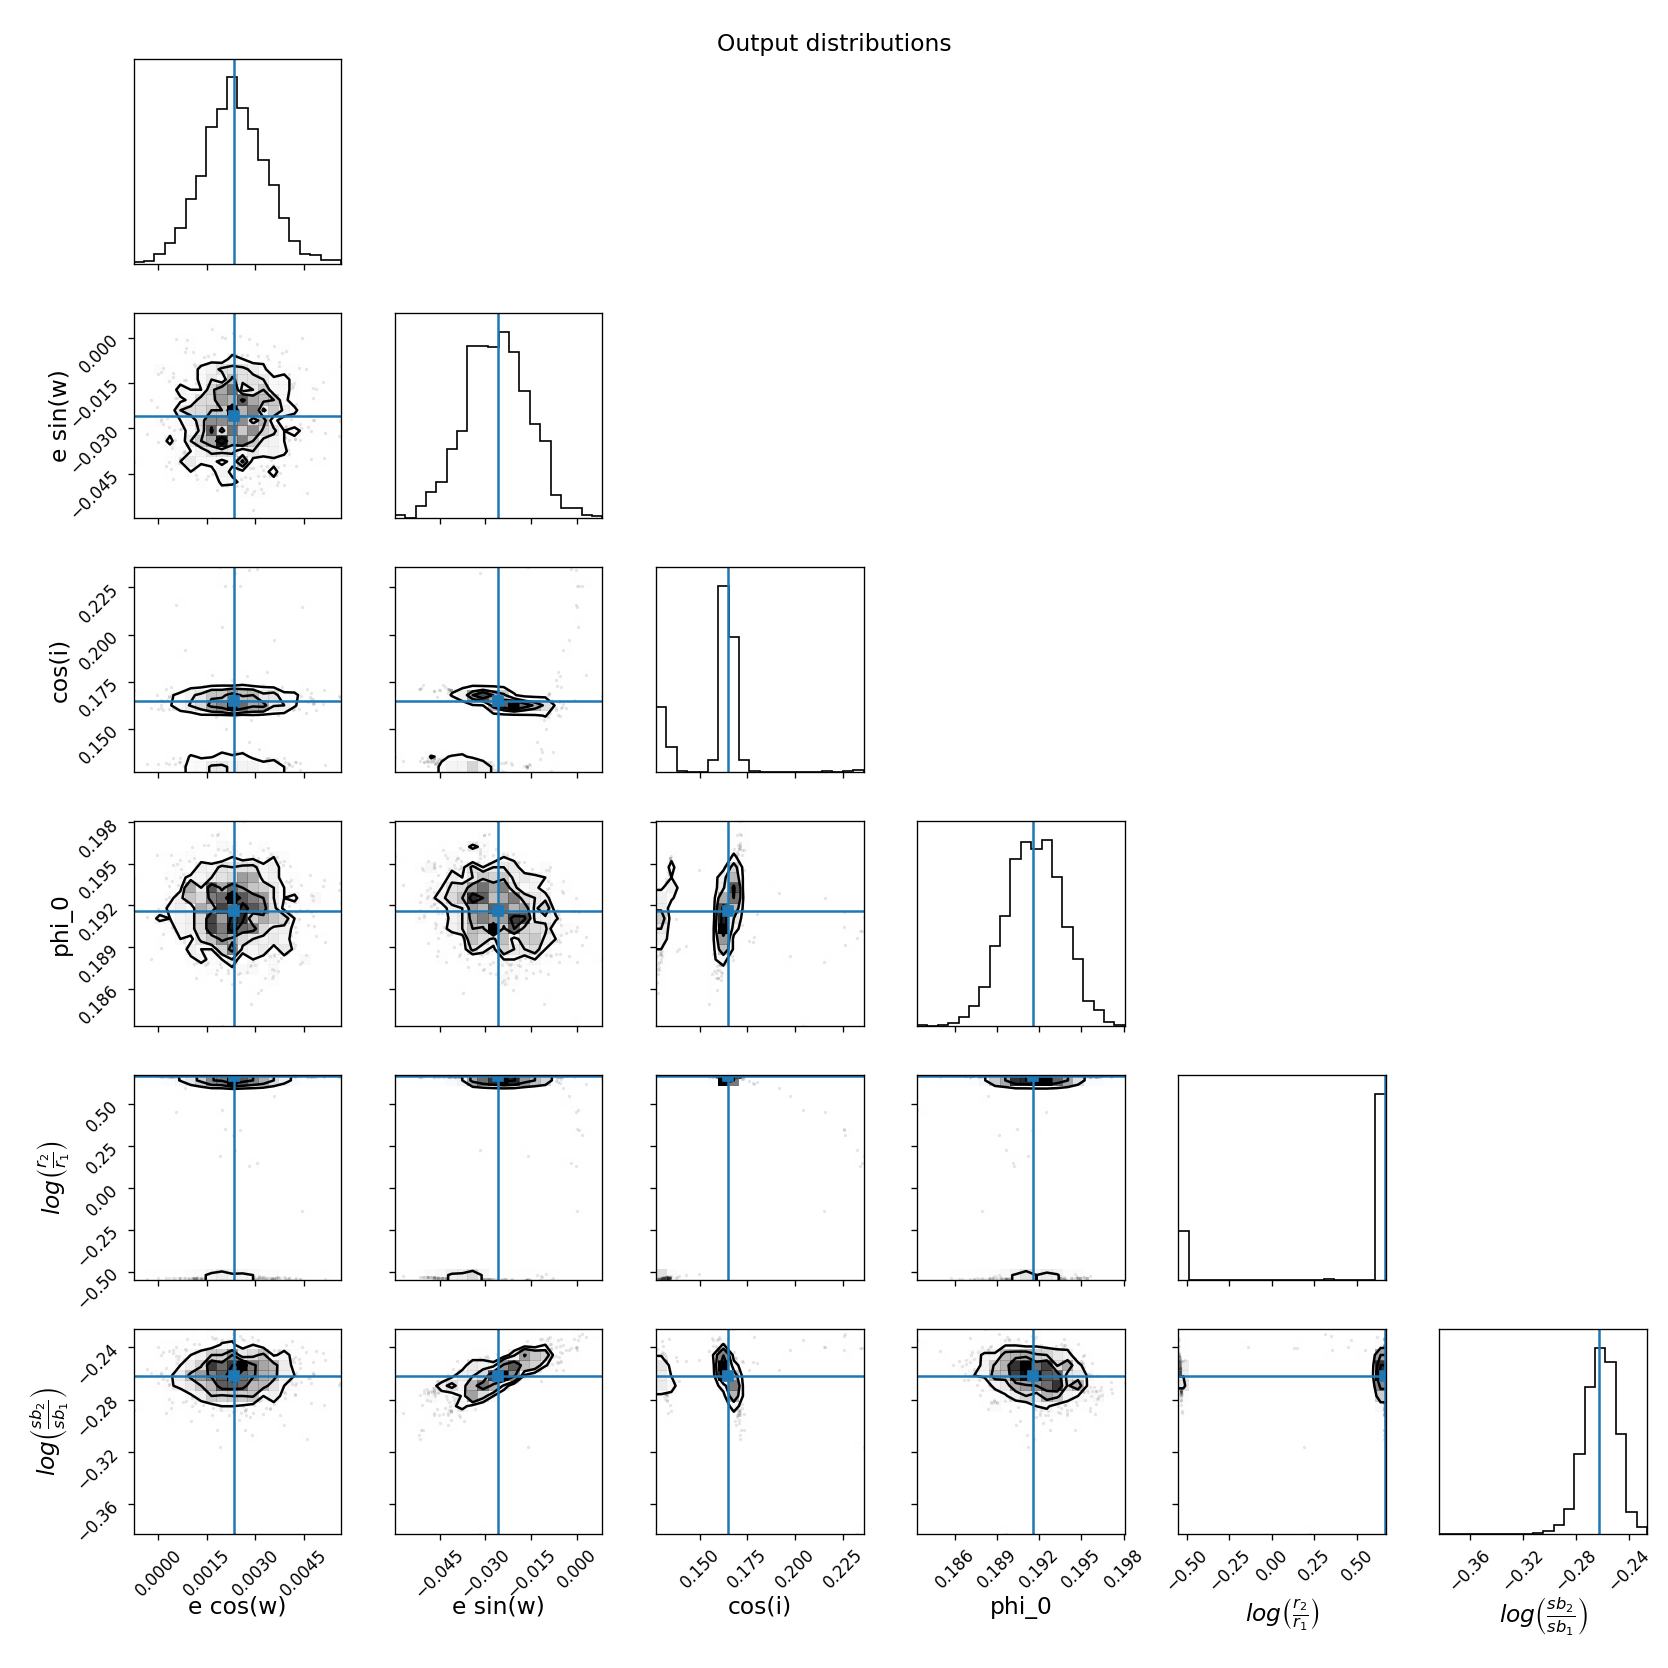 Output distributions
0.000
−0.015
−0.030
−0.045
e sin(w)
0.225
0.200
0.175
0.150
cos(i)
0.198
0.195
0.192
0.189
0.186
phi_0
0.50
0.25
0.00
−0.25
−0.50
log(r₂/r₁)
−0.24
−0.28
−0.32
−0.36
log(sb₂/sb₁)
0.0000 0.0015 0.0030 0.0045
−0.045 −0.030 −0.015 0.000
0.150 0.175 0.200 0.225
0.186 0.189 0.192 0.195 0.198
−0.50 −0.25 0.00 0.25 0.50
−0.36 −0.32 −0.28 −0.24
e cos(w) e sin(w) cos(i) phi_0 log(r₂/r₁) log(sb₂/sb₁)